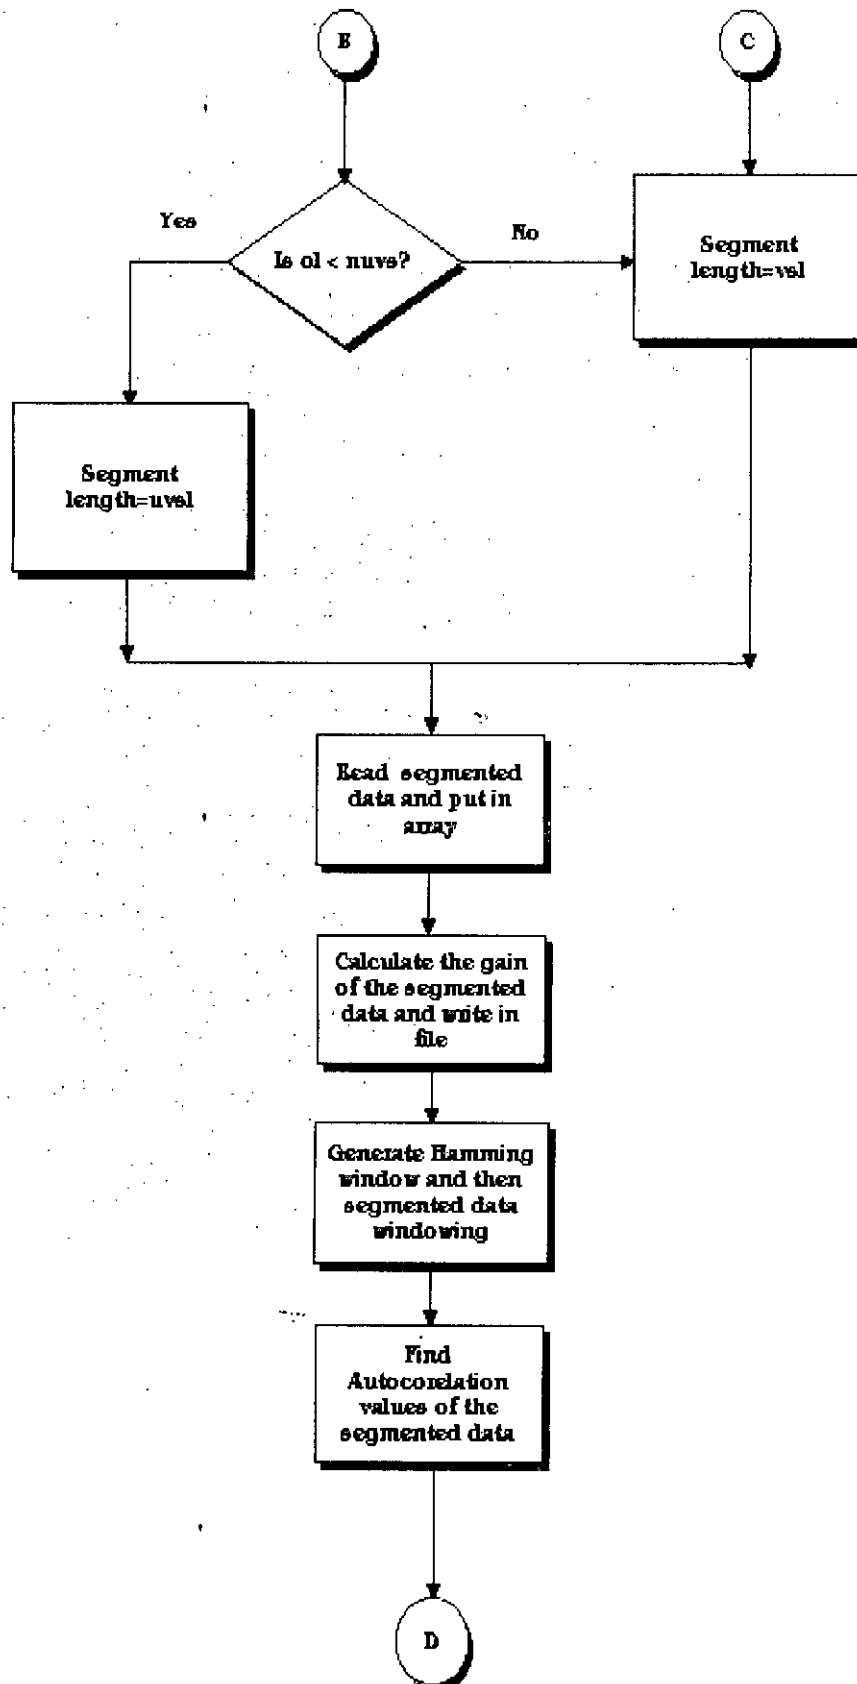 B
C
Yes
No
Is ol < nuvs?
Segment
length=vsl
Segment
length=uvsl
Read segmented
data and put in
array
Calculate the gain
of the segmented
data and write in
file
Generate Hamming
window and then
segmented data
windowing
Find
Autocorelation
values of the
segmented data
D